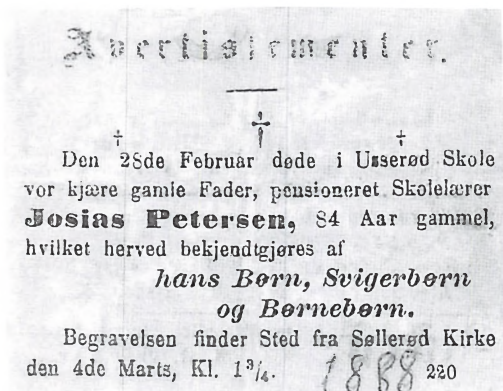 Avertissementer.
Den 28de Februar døde i Usserød Skole
vor kjære gamle Fader, pensioneret Skolelærer
Josias Petersen, 84 Aar gammel,
hvilket herved bekjendtgjøres af
hans Børn, Svigerbørn
og Børnebørn.
Begravelsen finder Sted fra Søllerød Kirke
den 4de Marts, Kl. 1³/₄. 1888 220